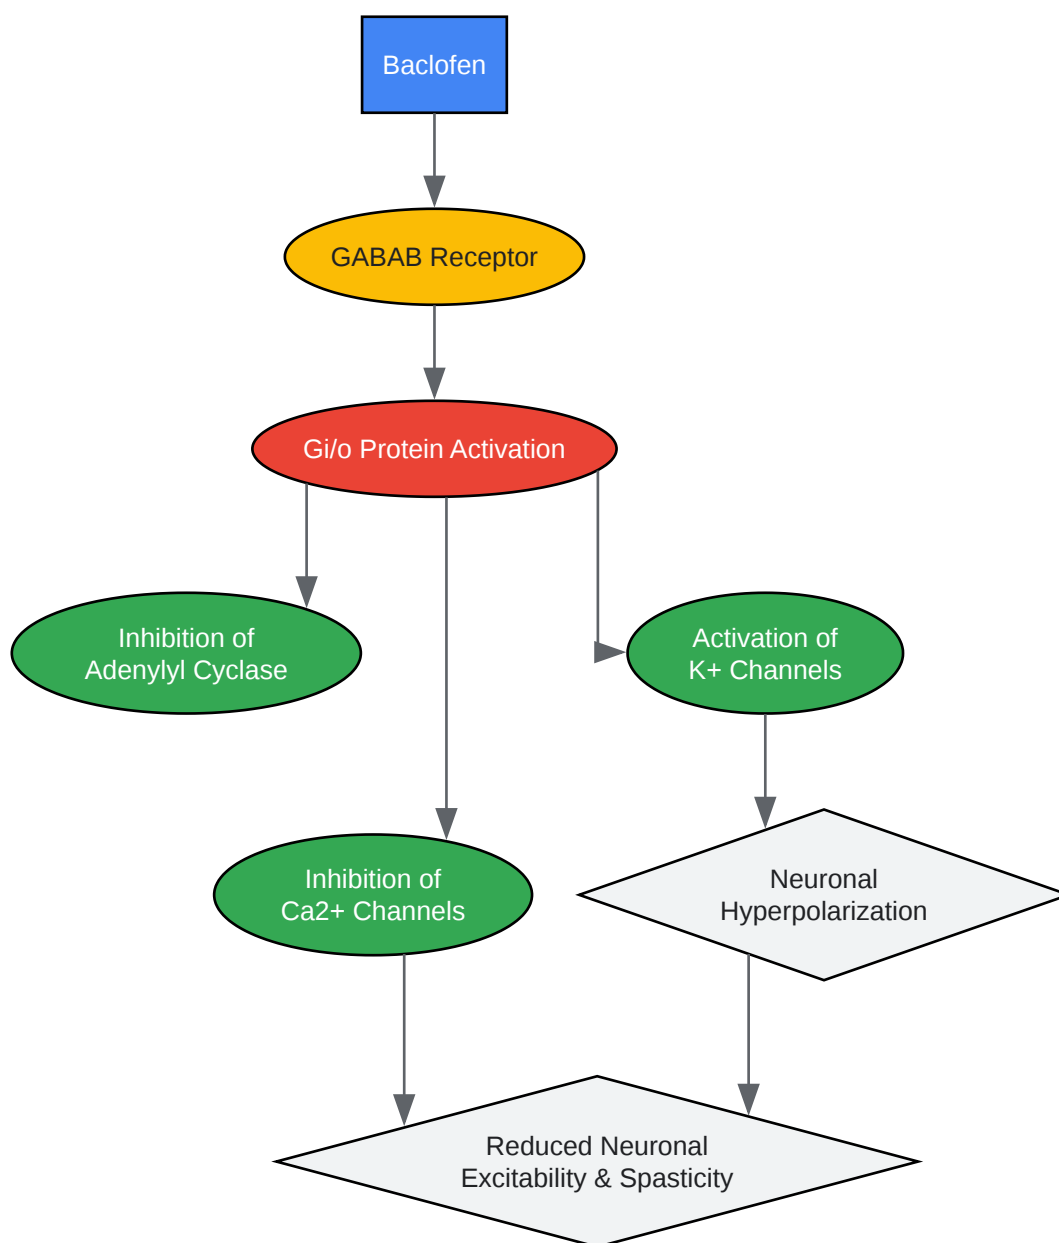 Baclofen
GABAB Receptor
Gi/o Protein Activation
Inhibition of
Adenylyl Cyclase
Activation of
K+ Channels
Inhibition of
Ca2+ Channels
Neuronal
Hyperpolarization
Reduced Neuronal
Excitability & Spasticity